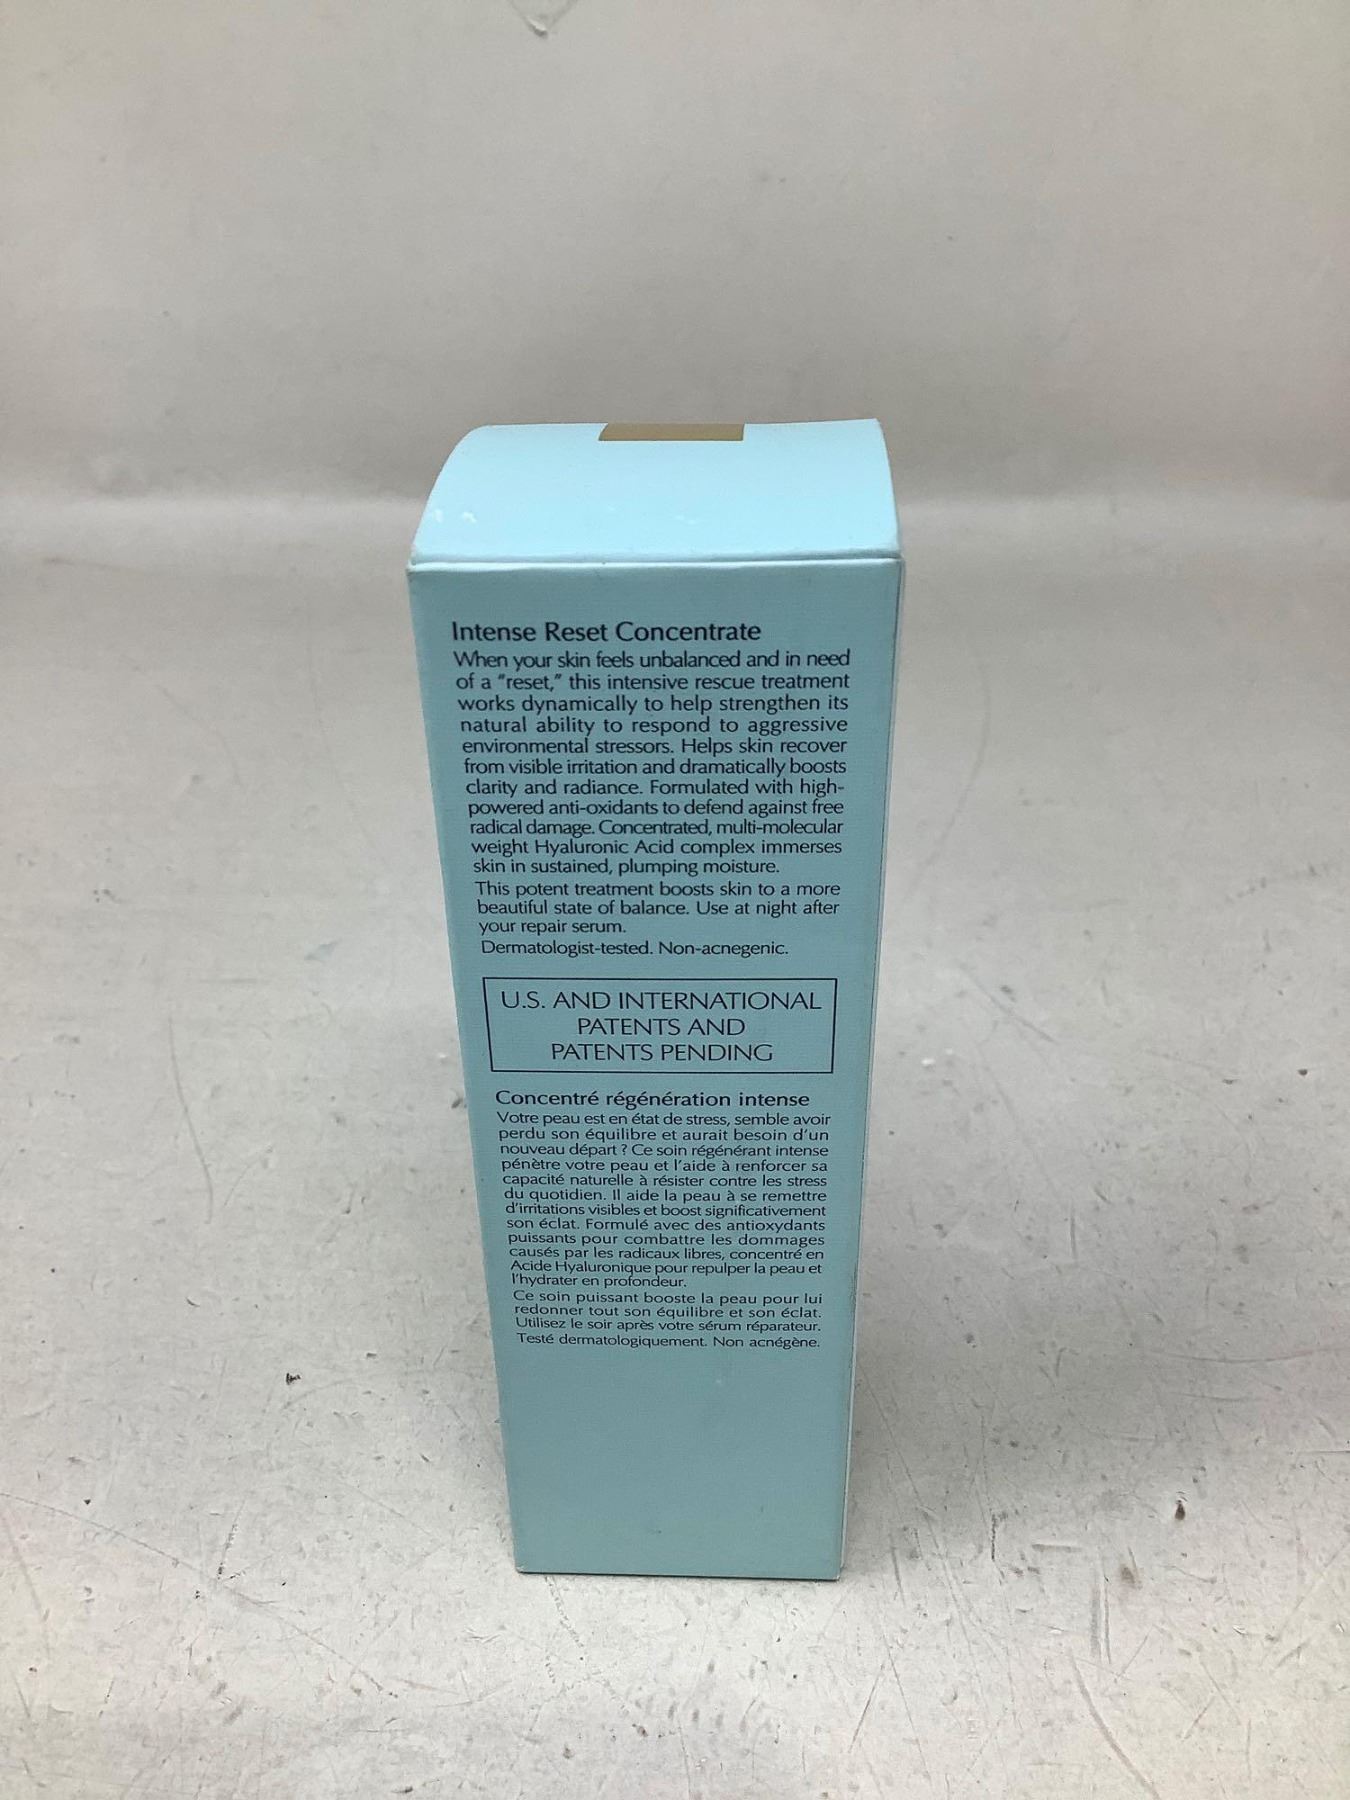 Intense Reset Concentrate
When your skin feels unbalanced and in need
of a "reset," this intensive rescue treatment
works dynamically to help strengthen its
natural ability to respond to aggressive
environmental stressors. Helps skin recover
from visible irritation and dramatically boosts
clarity and radiance. Formulated with high-
powered anti-oxidants to defend against free
radical damage. Concentrated, multi-molecular
weight Hyaluronic Acid complex immerses
skin in sustained, plumping moisture.
This potent treatment boosts skin to a more
beautiful state of balance. Use at night after
your repair serum.
Dermatologist-tested. Non-acnegenic.
U.S. AND INTERNATIONAL
PATENTS AND
PATENTS PENDING
Concentré régénération intense
Votre peau est en état de stress, semble avoir
perdu son équilibre et aurait besoin d'un
nouveau départ ? Ce soin régénérant intense
pénètre votre peau et l'aide à renforcer sa
capacité naturelle à résister contre les stress
du quotidien. Il aide la peau à se remettre
d'irritations visibles et boost significativement
son éclat. Formulé avec des antioxydants
puissants pour combattre les dommages
causés par les radicaux libres, concentré en
Acide Hyaluronique pour repulper la peau et
l'hydrater en profondeur.
Ce soin puissant booste la peau pour lui
redonner tout son équilibre et son éclat.
Utilisez le soir après votre sérum réparateur.
Testé dermatologiquement. Non acnégène.